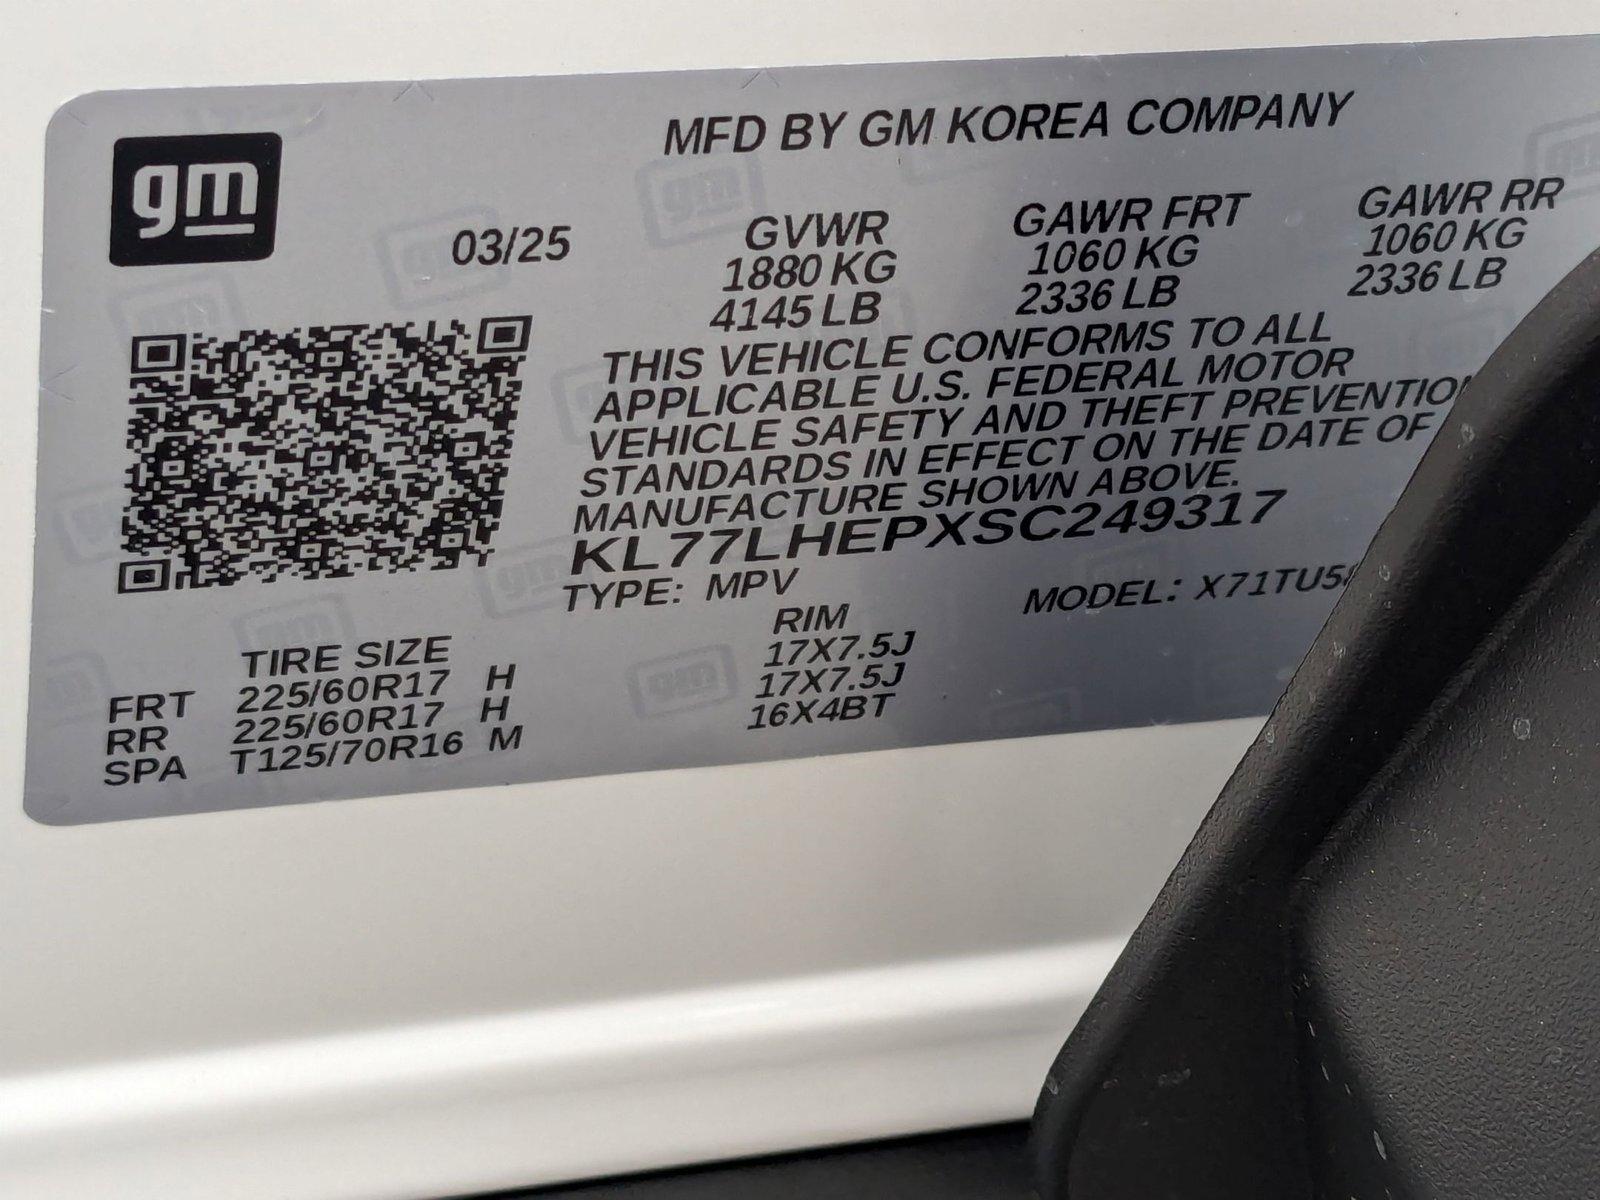 MFD BY GM KOREA COMPANY
gm
03/25
GVWR GAWR FRT GAWR RR
1880 KG 1060 KG 1060 KG
4145 LB 2336 LB 2336 LB
THIS VEHICLE CONFORMS TO ALL
APPLICABLE U.S. FEDERAL MOTOR
VEHICLE SAFETY AND THEFT PREVENTION
STANDARDS IN EFFECT ON THE DATE OF
MANUFACTURE SHOWN ABOVE.
KL77LHEPXSC249317
TYPE: MPV MODEL:
TIRE SIZE RIM
FRT 225/60R17 H 17X7.5J
RR 225/60R17 H 17X7.5J
SPA T125/70R16 M 16X4BT